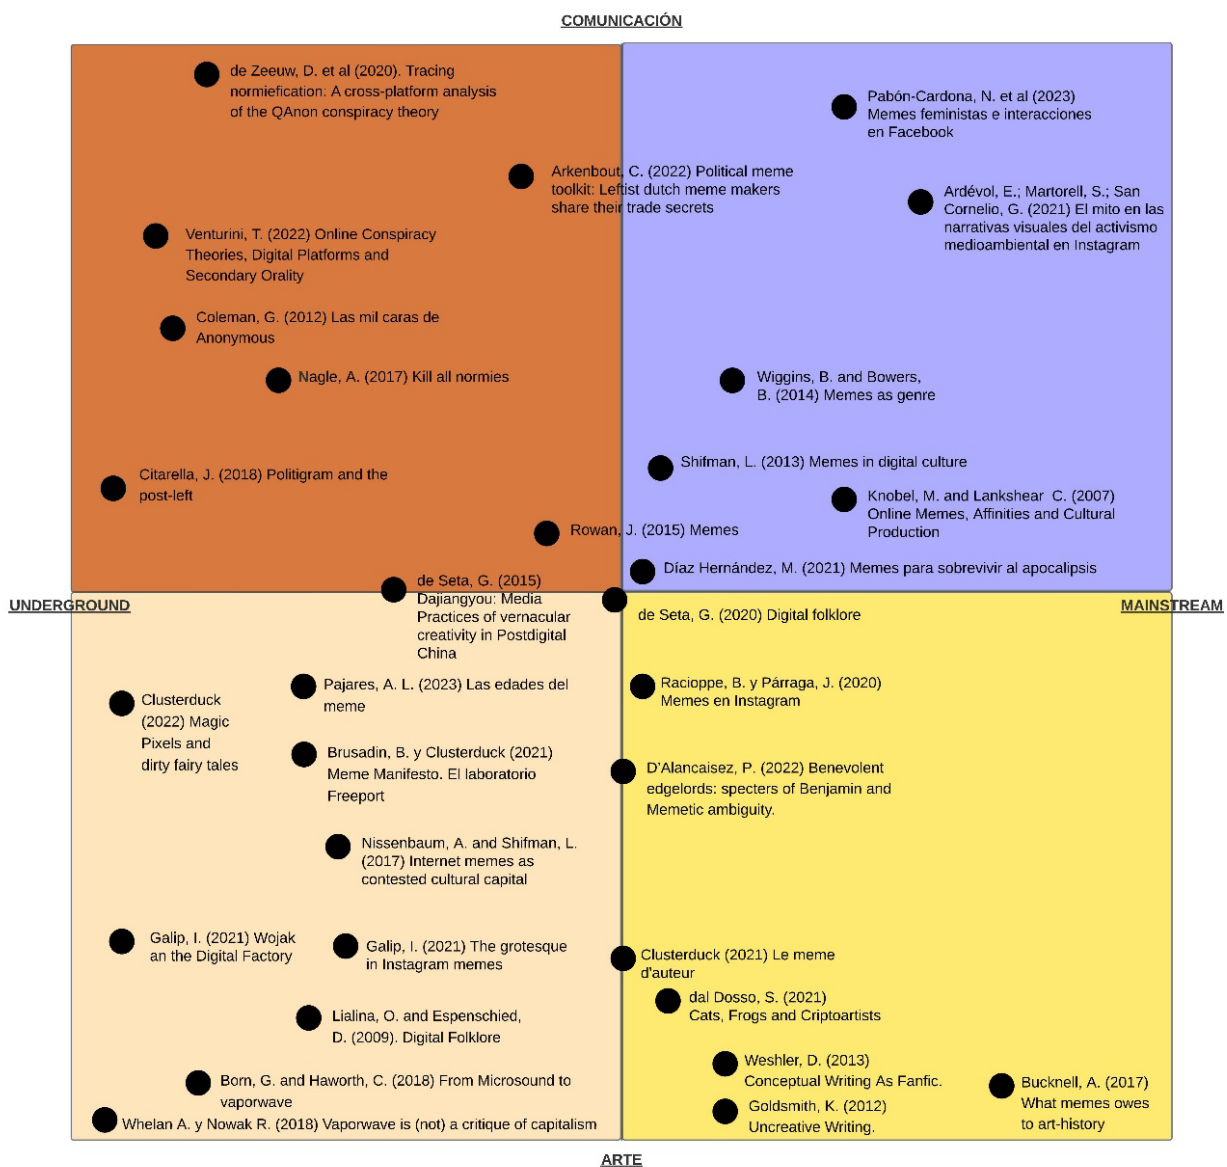 COMUNICACIÓN
de Zeeuw, D. et al (2020). Tracing
normiefication: A cross-platform analysis
of the QAnon conspiracy theory
Pabón-Cardona, N. et al (2023)
Memes feministas e interacciones
en Facebook
Arkenbout, C. (2022) Political meme
toolkit: Leftist dutch meme makers
share their trade secrets
Ardévol, E.; Martorell, S.; San
Cornelio, G. (2021) El mito en las
narrativas visuales del activismo
medioambiental en Instagram
Venturini, T. (2022) Online Conspiracy
Theories, Digital Platforms and
Secondary Orality
Coleman, G. (2012) Las mil caras de
Anonymous
Nagle, A. (2017) Kill all normies
Wiggins, B. and Bowers,
B. (2014) Memes as genre
Citarella, J. (2018) Politigram and the
post-left
Shifman, L. (2013) Memes in digital culture
Knobel, M. and Lankshear C. (2007)
Online Memes, Affinities and Cultural
Production
Rowan, J. (2015) Memes
Díaz Hernández, M. (2021) Memes para sobrevivir al apocalipsis
de Seta, G. (2015)
Dajiangyou: Media
Practices of vernacular
creativity in Postdigital
China
UNDERGROUND
MAINSTREAM
de Seta, G. (2020) Digital folklore
Pajares, A. L. (2023) Las edades del
meme
Racioppe, B. y Párraga, J. (2020)
Memes en Instagram
Clusterduck
(2022) Magic
Pixels and
dirty fairy tales
Brusadin, B. y Clusterduck (2021)
Meme Manifesto. El laboratorio
Freeport
D'Alancaisez, P. (2022) Benevolent
edgelords: specters of Benjamin and
Memetic ambiguity.
Nissenbaum, A. and Shifman, L.
(2017) Internet memes as
contested cultural capital
Galip, I. (2021) Wojak
an the Digital Factory
Galip, I. (2021) The grotesque
in Instagram memes
Clusterduck (2021) Le meme
d'auteur
dal Dosso, S. (2021)
Cats, Frogs and Criptoartists
Lialina, O. and Espenschied,
D. (2009). Digital Folklore
Weshler, D. (2013)
Conceptual Writing As Fanfic.
Born, G. and Haworth, C. (2018) From Microsound to
vaporwave
Bucknell, A. (2017)
What memes owes
to art-history
Goldsmith, K. (2012)
Uncreative Writing.
Whelan A. y Nowak R. (2018) Vaporwave is (not) a critique of capitalism
ARTE